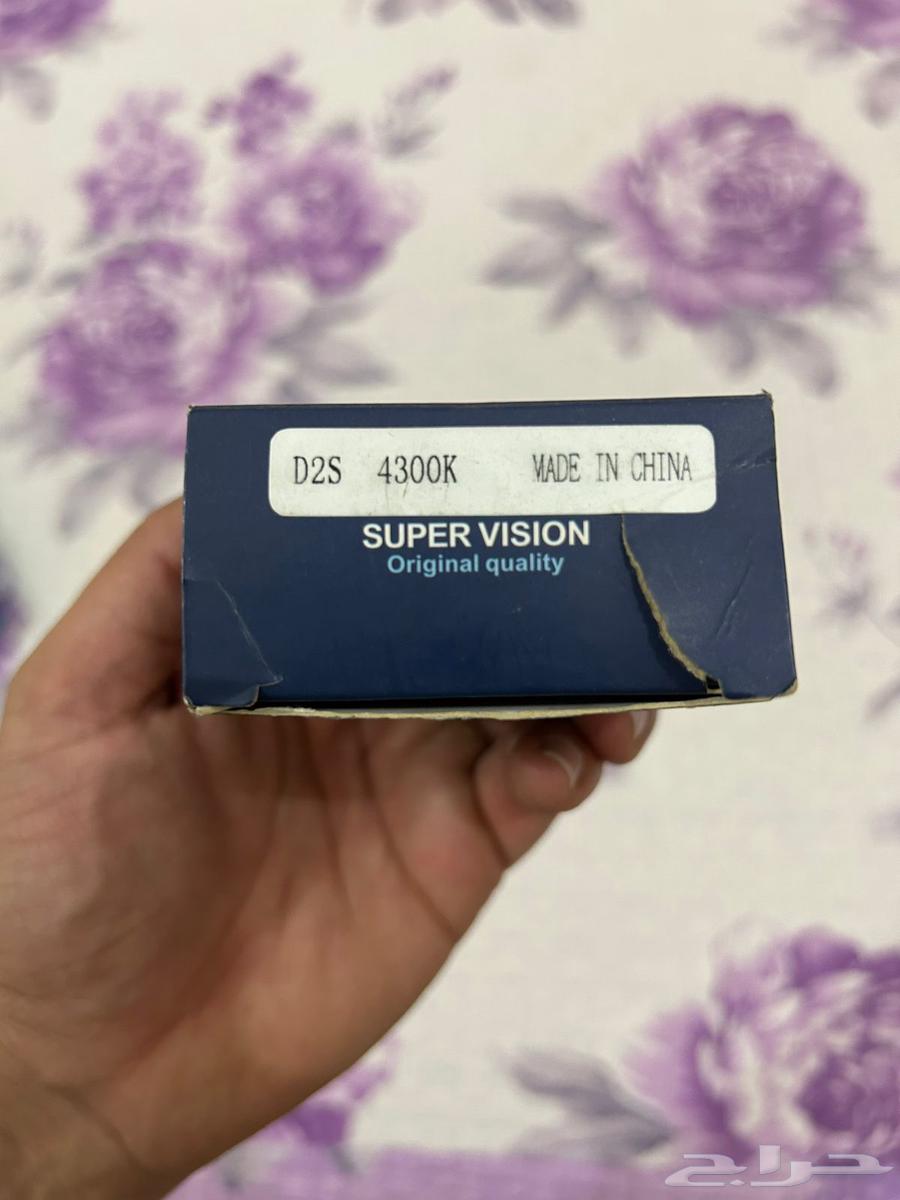 D2S 4300K MADE IN CHINA
SUPER VISION
Original quality
حراج